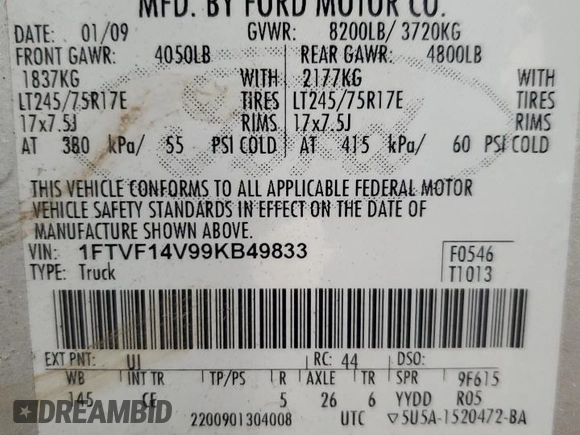 MFD. BY FORD MOTOR CO.
DATE: 01/09 GVWR: 8200LB/ 3720KG
FRONT GAWR: 4050LB REAR GAWR: 4800LB
1837KG WITH 2177KG WITH
LT245/75R17E TIRES LT245/75R17E TIRES
17x7.5J RIMS 17x7.5J RIMS
AT 380 kPa/ 55 PSI COLD AT 415 kPa/ 60 PSI COLD
THIS VEHICLE CONFORMS TO ALL APPLICABLE FEDERAL MOTOR
VEHICLE SAFETY STANDARDS IN EFFECT ON THE DATE OF
MANUFACTURE SHOWN ABOVE.
VIN: 1FTVF14V99KB49833 F0546
TYPE: Truck T1013
EXT PNT: UJ RC: 44 DSO:
WB INT TR TP/PS R AXLE TR SPR 9F615
145 CE 5 26 6 YYDD R05
2200901304008 UTC 5U5A-1520472-BA
EPIC.VIN